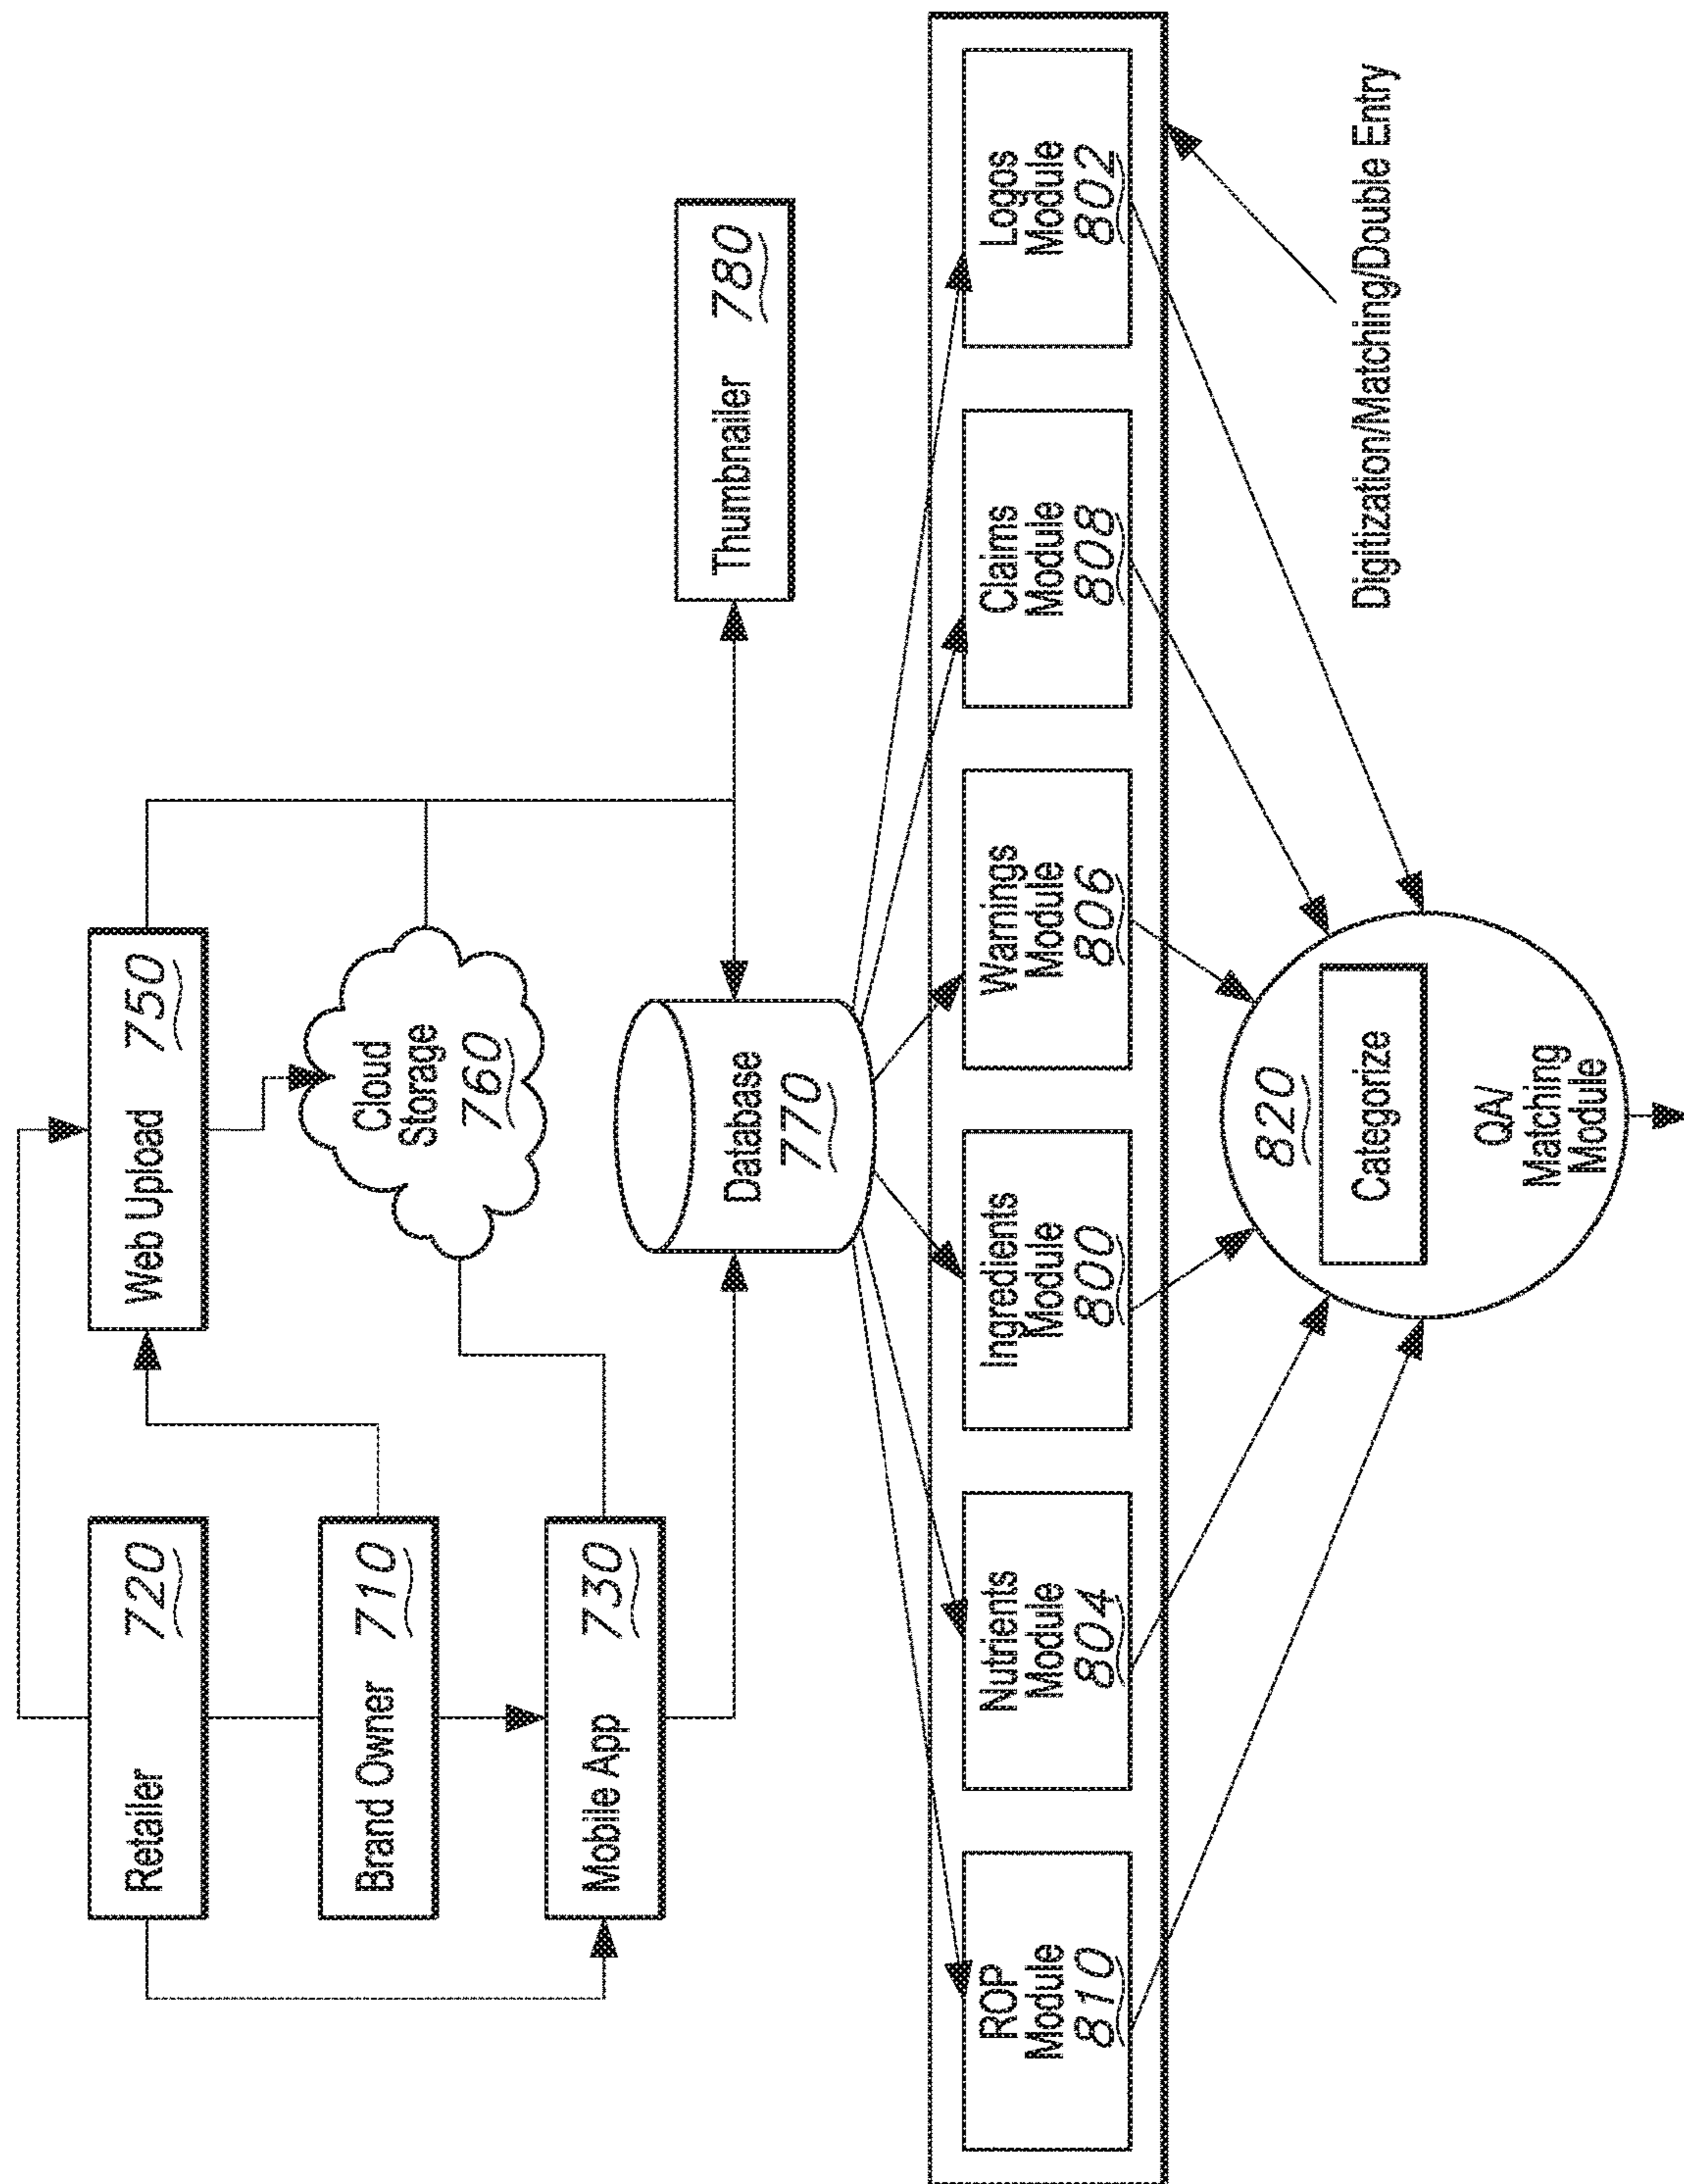 Retailer 720
Brand Owner 710
Mobile App 730
Web Upload 750
Cloud
Storage
760
Database
770
Thumbnailer 780
ROP
Module
810
Nutrients
Module
804
Ingredients
Module
800
Warnings
Module
806
Claims
Module
808
Logos
Module
802
Digitization/Matching/Double Entry
820
Categorize
QA/
Matching
Module